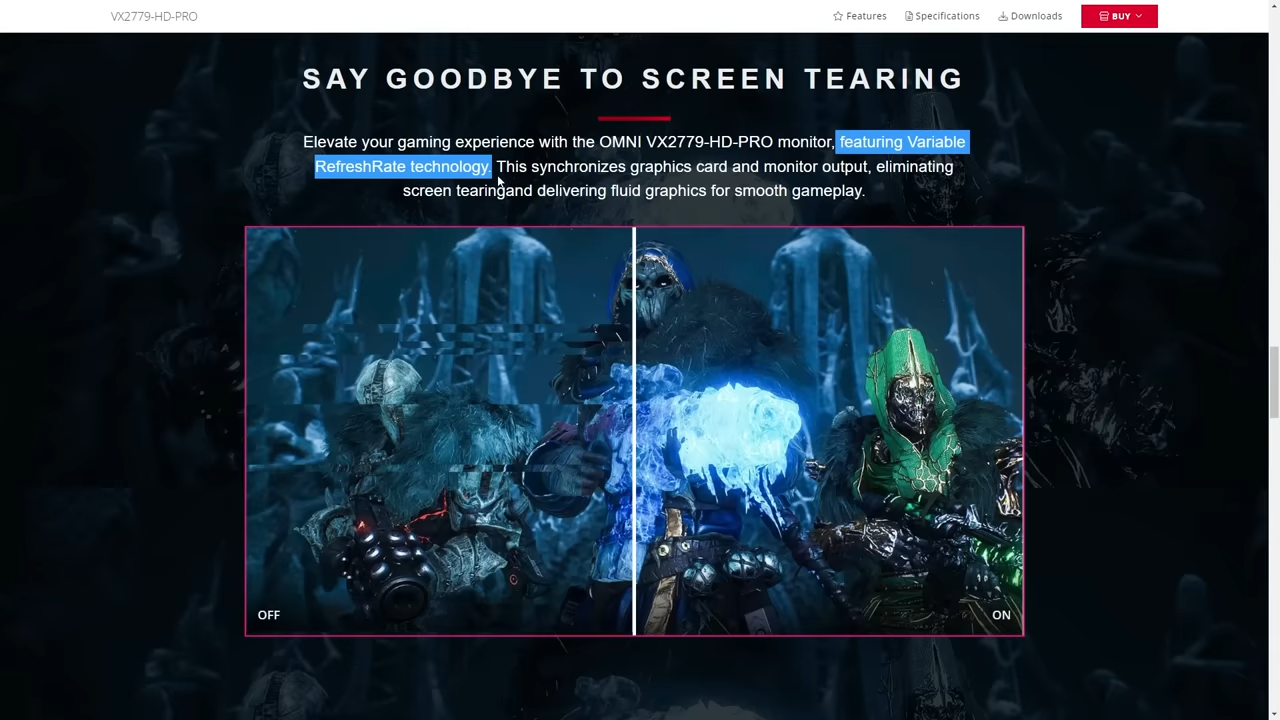 VX2779-HD-PRO
Features
Specifications
Downloads
BUY
SAY GOODBYE TO SCREEN TEARING
Elevate your gaming experience with the OMNI VX2779-HD-PRO monitor, featuring Variable
RefreshRate technology. This synchronizes graphics card and monitor output, eliminating
screen tearingand delivering fluid graphics for smooth gameplay.
OFF
ON